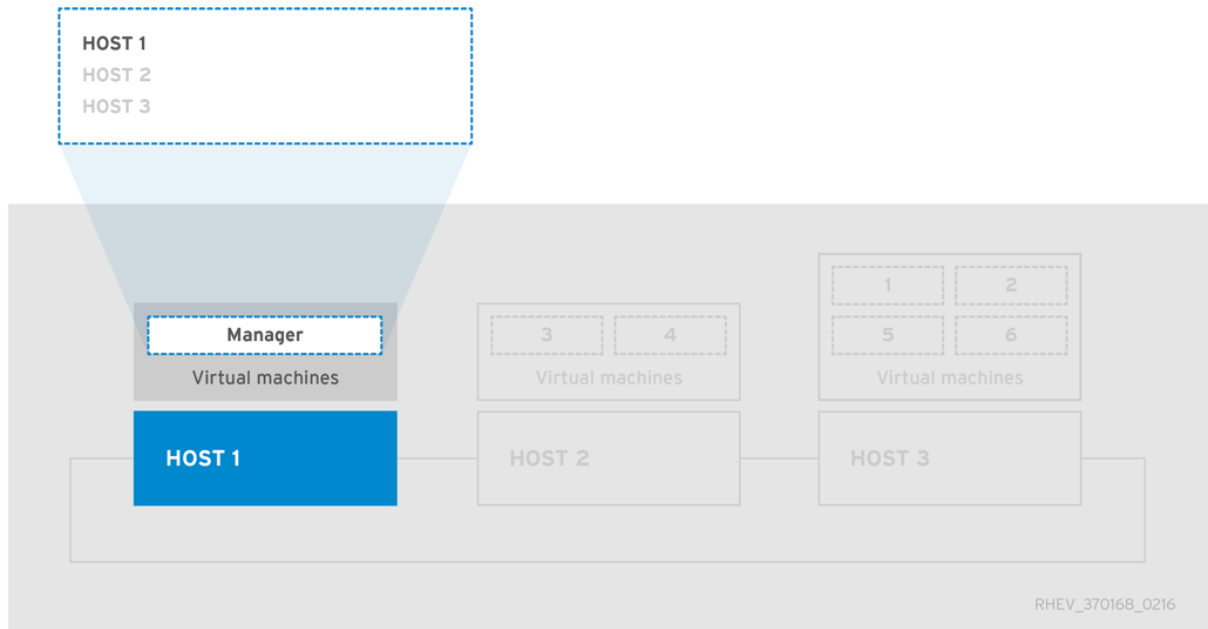 HOST 1
HOST 2
HOST 3
1 2
Manager
3 4
5 6
Virtual machines
Virtual machines
Virtual machines
HOST 1
HOST 2
HOST 3
RHEV_370168_0216